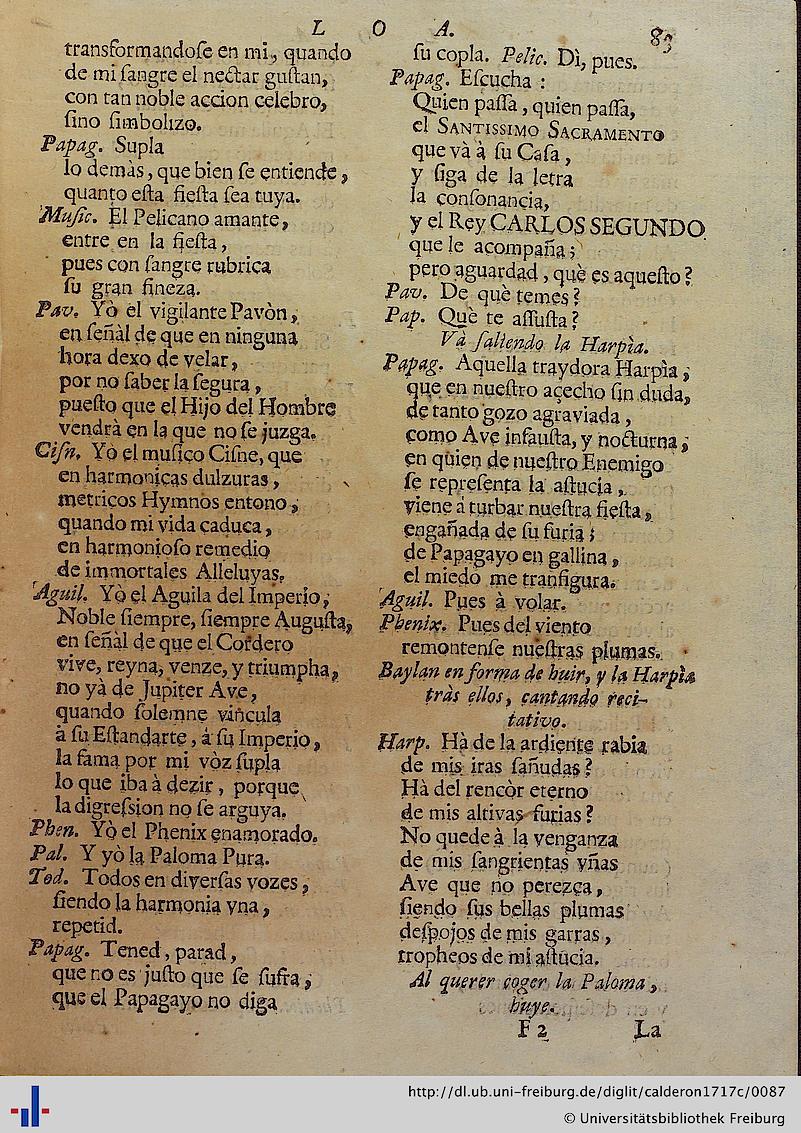 L O A. 83
transformandoſe en mi, quando
de mi ſangre el nectar guſtan,
con tan noble accion celebro,
ſino ſimbolizo.
Papag. Supla
lo demàs, que bien ſe entiende,
quanto eſta fieſta ſea tuya.
Muſic. El Pelicano amante,
entre en la fieſta,
pues con ſangre rubrica
ſu gran fineza.
Pav. Yò el vigilante Pavòn,
en ſeñàl de que en ninguna
hora dexo de velar,
por no ſaber la ſegura,
pueſto que el Hijo del Hombre
vendrà en la que no ſe juzga.
Ciſn. Yò el muſico Ciſne, que
en harmonicas dulzuras,
metricos Hymnos entono,
quando mi vida caduca,
en harmonioſo remedio
de immortales Alleluyas.
Aguil. Yò el Aguila del Imperio,
Noble ſiempre, ſiempre Auguſta,
en ſeñàl de que el Cordero
vive, reyna, venze, y triumpha,
no yà de Jupiter Ave,
quando ſolemne vincula
à ſu Eſtandarte, á ſu Imperio,
la fama por mi vòz ſupla
lo que iba à dezir, porque
la digreſsion no ſe arguya.
Phen. Yò el Phenix enamorado.
Pal. Y yò la Paloma Pura.
Tod. Todos en diverſas vozes,
ſiendo la harmonia vna,
repetid.
Papag. Tened, parad,
que no es juſto que ſe ſufra,
que el Papagayo no diga
ſu copla. Pelic. Dì, pues.
Papag. Eſcucha :
Quien paſſa, quien paſſa,
el SANTISSIMO SACRAMENTO
que và à ſu Caſa,
y ſiga de la letra
la conſonancia,
y el Rey CARLOS SEGUNDO
que le acompaña;
pero aguardad, què es aqueſto?
Pav. De què temes?
Pap. Què te aſſuſta?
Và ſaliendo la Harpìa.
Papag. Aquella traydora Harpìa,
que en nueſtro acecho ſin duda,
de tanto gozo agraviada,
como Ave infauſta, y nocturna,
en quien de nueſtro Enemigo
ſe repreſenta la aſtucia,
viene á turbar nueſtra fieſta,
engañada de ſu furia;
de Papagayo en gallina,
el miedo me tranſigura.
Aguil. Pues à volar.
Phenix. Pues del viento
remontenſe nueſtras plumas.
Baylan en forma de huir, y la Harpìa
tràs ellos, cantando reci-
tativo.
Harp. Hà de la ardiente rabia
de mis iras ſañudas?
Hà del rencòr eterno
de mis altivas furias?
No quede à la venganza
de mis ſangrientas vñas
Ave que no perezca,
ſiendo ſus bellas plumas
deſpojos de mis garras,
tropheos de mi aſtucia.
Al querer coger la Paloma,
huye.
F 2 La
http://dl.ub.uni-freiburg.de/diglit/calderon1717c/0087
© Universitätsbibliothek Freiburg